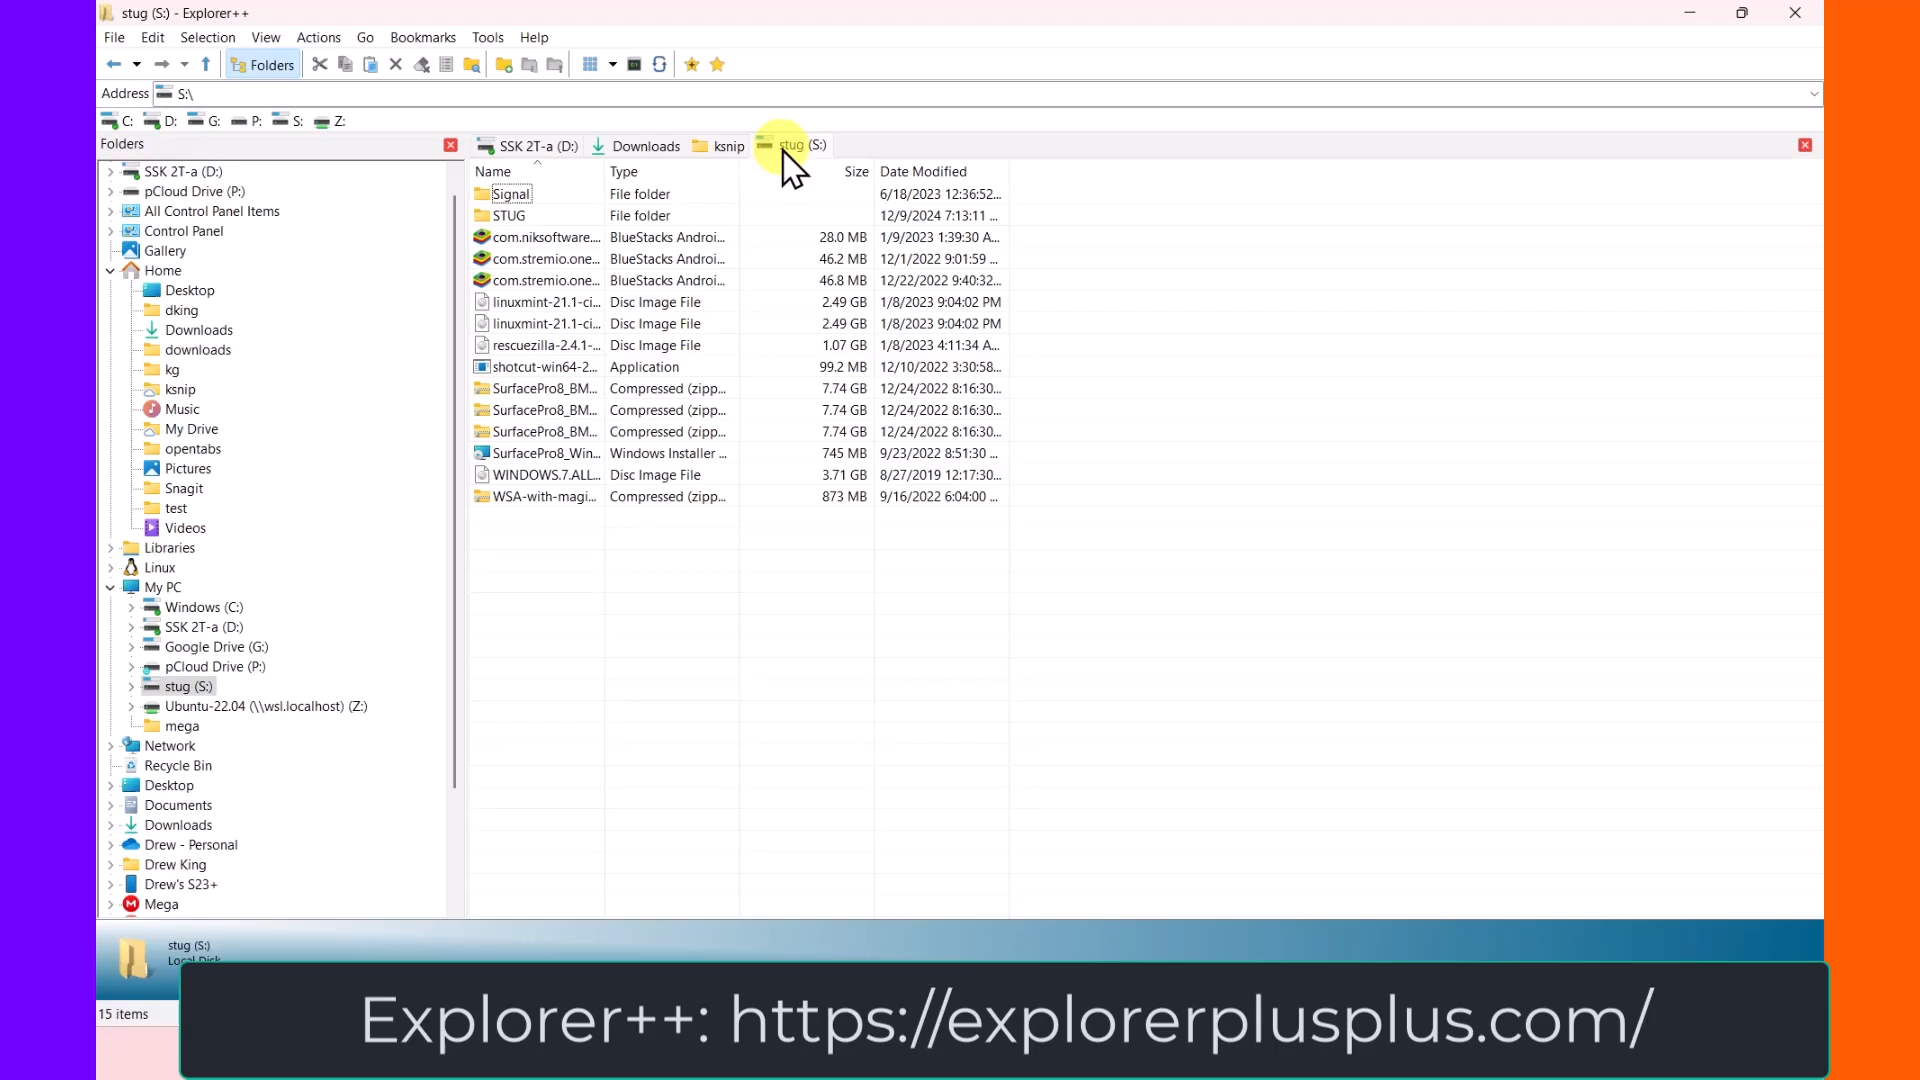 stug (S:) - Explorer++
File Edit Selection View Actions Go Bookmarks Tools Help
Folders
Address S:\
C: D: G: P: S: Z:
Folders
SSK 2T-a (D:)
pCloud Drive (P:)
All Control Panel Items
Control Panel
Gallery
Home
Desktop
dking
Downloads
downloads
kg
ksnip
Music
My Drive
opentabs
Pictures
Snagit
test
Videos
Libraries
Linux
My PC
Windows (C:)
SSK 2T-a (D:)
Google Drive (G:)
pCloud Drive (P:)
stug (S:)
Ubuntu-22.04 (\\wsl.localhost) (Z:)
mega
Network
Recycle Bin
Desktop
Documents
Downloads
Drew - Personal
Drew King
Drew's S23+
Mega
SSK 2T-a (D:) Downloads ksnip stug (S:)
Name Type Size Date Modified
Signal File folder 6/18/2023 12:36:52...
STUG File folder 12/9/2024 7:13:11 ...
com.niksoftware.... BlueStacks Androi... 28.0 MB 1/9/2023 1:39:30 A...
com.stremio.one... BlueStacks Androi... 46.2 MB 12/1/2022 9:01:59 ...
com.stremio.one... BlueStacks Androi... 46.8 MB 12/22/2022 9:40:32...
linuxmint-21.1-ci... Disc Image File 2.49 GB 1/8/2023 9:04:02 PM
linuxmint-21.1-ci... Disc Image File 2.49 GB 1/8/2023 9:04:02 PM
rescuezilla-2.4.1-... Disc Image File 1.07 GB 1/8/2023 4:11:34 A...
shotcut-win64-2... Application 99.2 MB 12/10/2022 3:30:58...
SurfacePro8_BM... Compressed (zipp... 7.74 GB 12/24/2022 8:16:30...
SurfacePro8_BM... Compressed (zipp... 7.74 GB 12/24/2022 8:16:30...
SurfacePro8_BM... Compressed (zipp... 7.74 GB 12/24/2022 8:16:30...
SurfacePro8_Win... Windows Installer ... 745 MB 9/23/2022 8:51:30 ...
WINDOWS.7.ALL... Disc Image File 3.71 GB 8/27/2019 12:17:30...
WSA-with-magi... Compressed (zipp... 873 MB 9/16/2022 6:04:00 ...
stug (S:)
Local Disk
15 items
Explorer++: https://explorerplusplus.com/